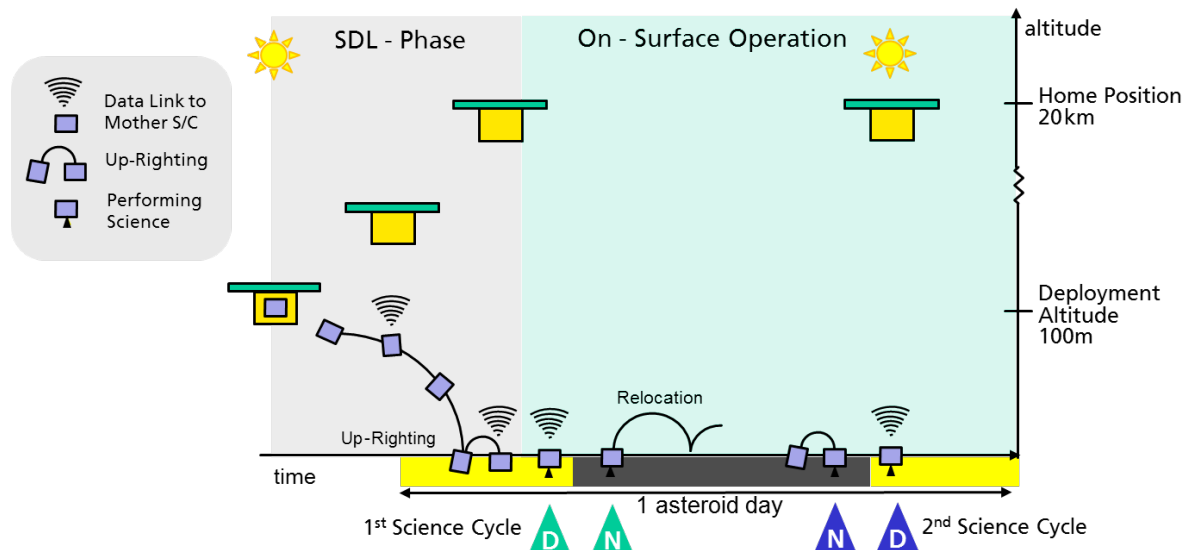 SDL - Phase
On - Surface Operation
altitude
Data Link to
Mother S/C
Up-Righting
Performing
Science
Home Position
20km
Deployment
Altitude
100m
Relocation
Up-Righting
time
1 asteroid day
1st Science Cycle
D
N
N
D
2nd Science Cycle